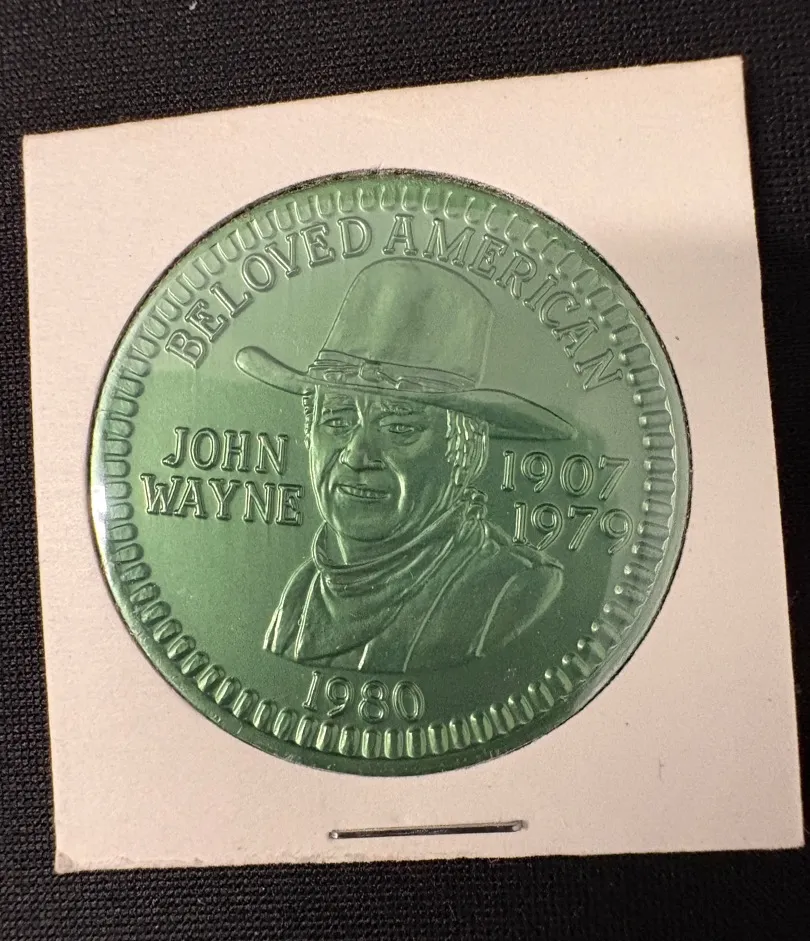 BELOVED AMERICAN
JOHN
WAYNE
1907
1979
1980